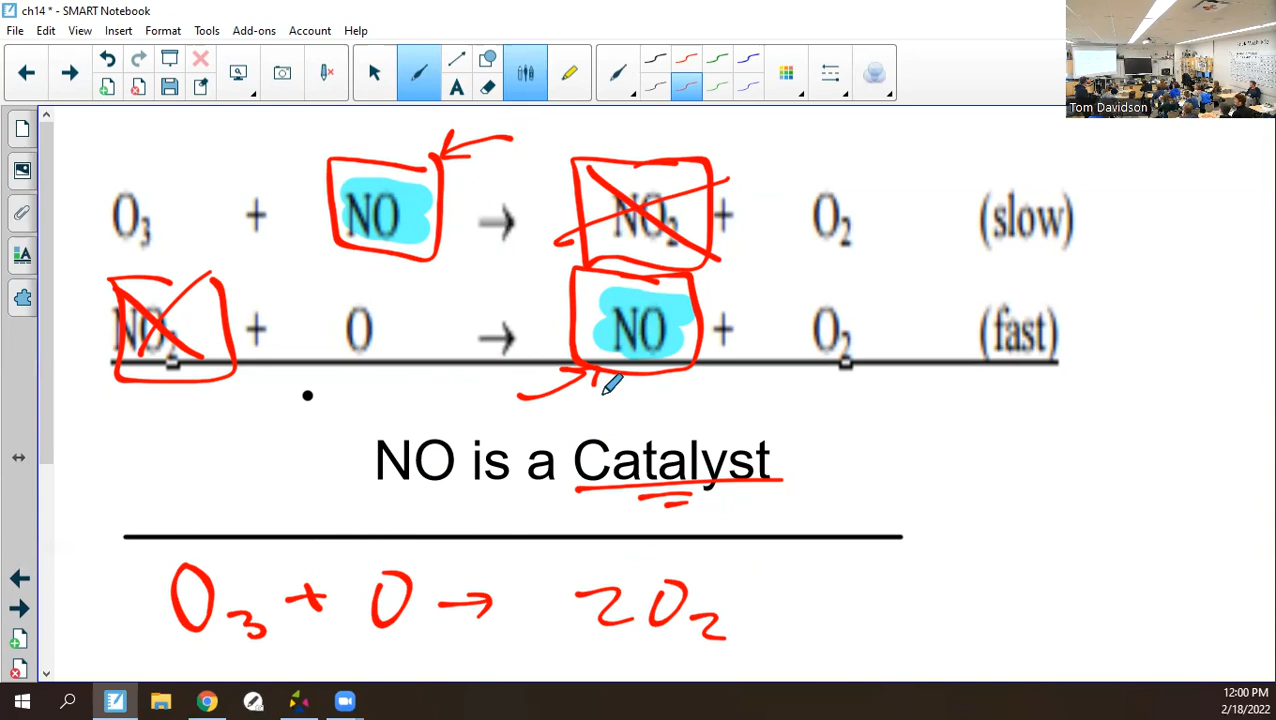 ch14 * - SMART Notebook
File Edit View Insert Format Tools Add-ons Account Help
A
A
Tom Davidson
O₃ + NO → NO₂ + O₂ (slow)
NO₂ + O → NO + O₂ (fast)
•
NO is a Catalyst
O₃ + O → 2O₂
12:00 PM
2/18/2022